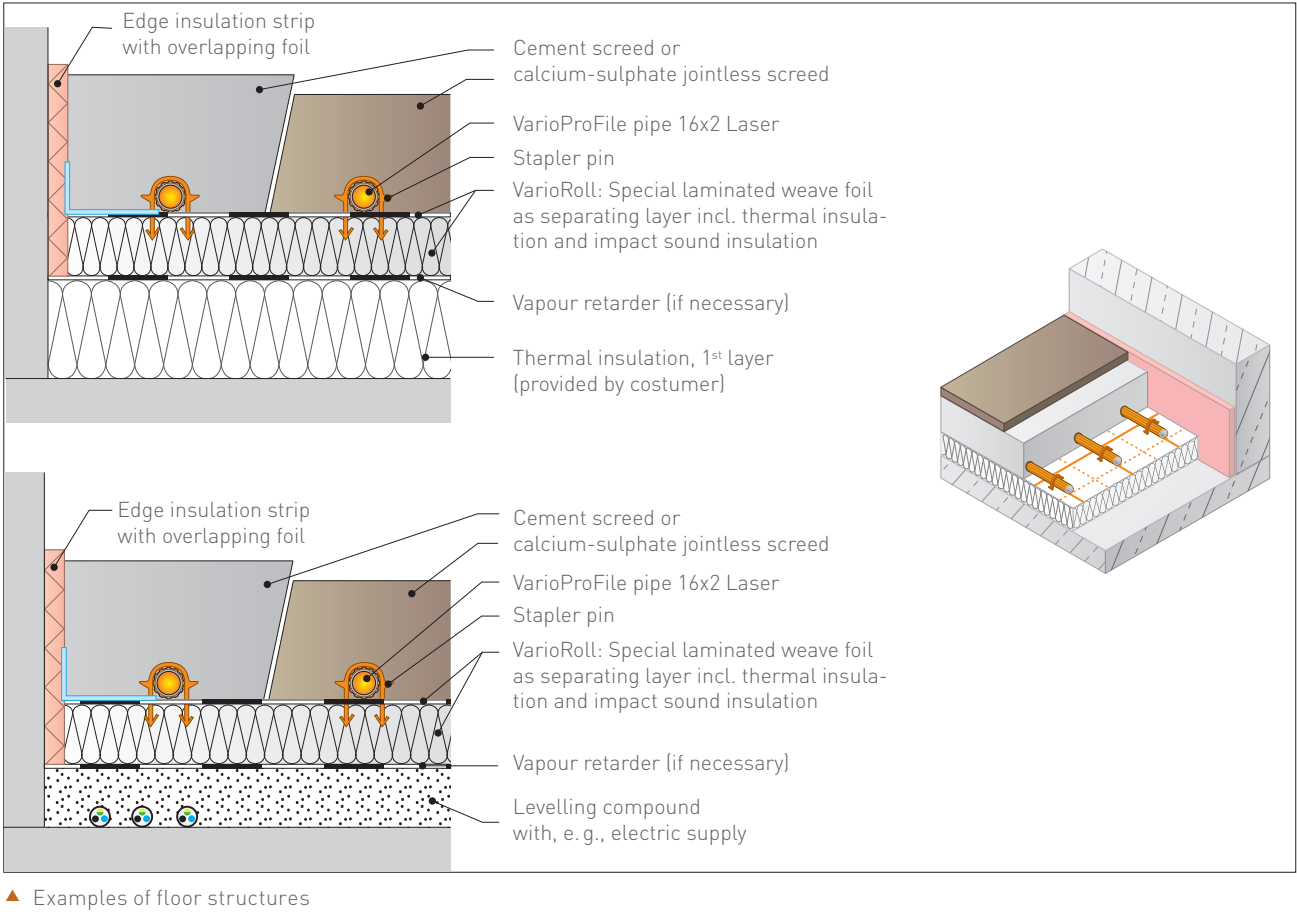 Edge insulation strip
with overlapping foil
Cement screed or
calcium-sulphate jointless screed
VarioProFile pipe 16x2 Laser
Stapler pin
VarioRoll: Special laminated weave foil
as separating layer incl. thermal insula-
tion and impact sound insulation
Vapour retarder (if necessary)
Thermal insulation, 1st layer
(provided by costumer)
Edge insulation strip
with overlapping foil
Cement screed or
calcium-sulphate jointless screed
VarioProFile pipe 16x2 Laser
Stapler pin
VarioRoll: Special laminated weave foil
as separating layer incl. thermal insula-
tion and impact sound insulation
Vapour retarder (if necessary)
Levelling compound
with, e. g., electric supply
▲ Examples of floor structures